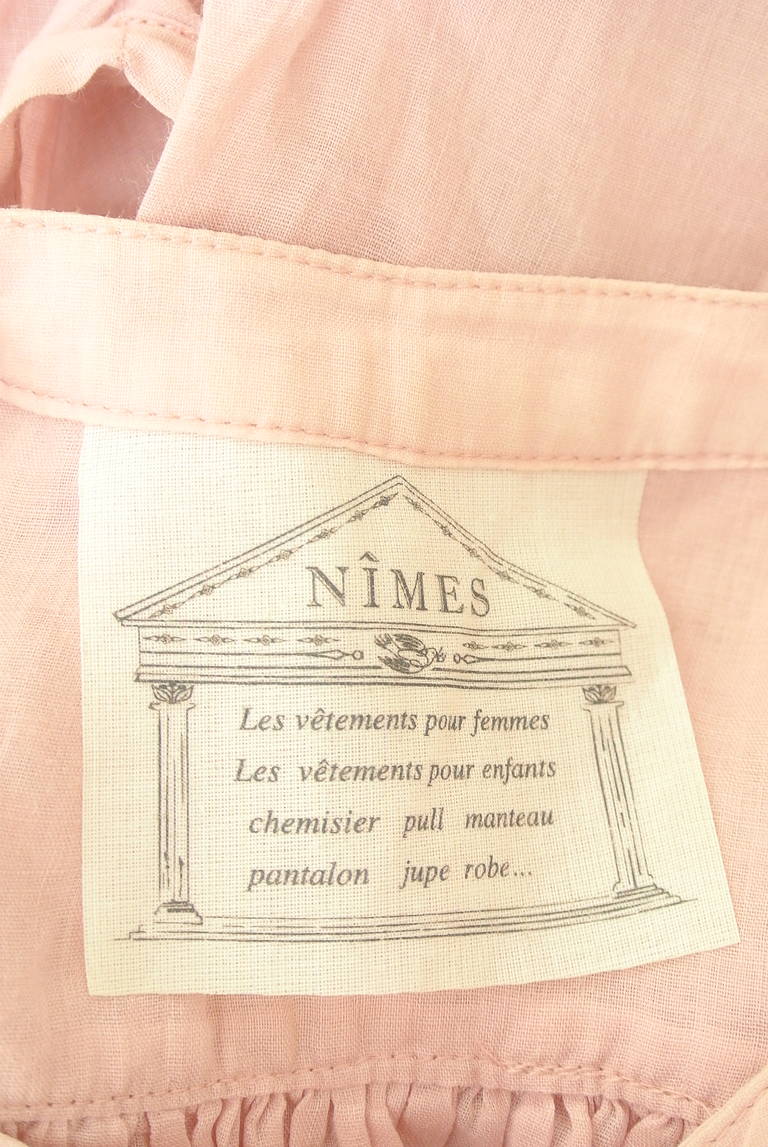 NÎMES
Les vêtements pour femmes
Les vêtements pour enfants
chemisier pull manteau
pantalon jupe robe...